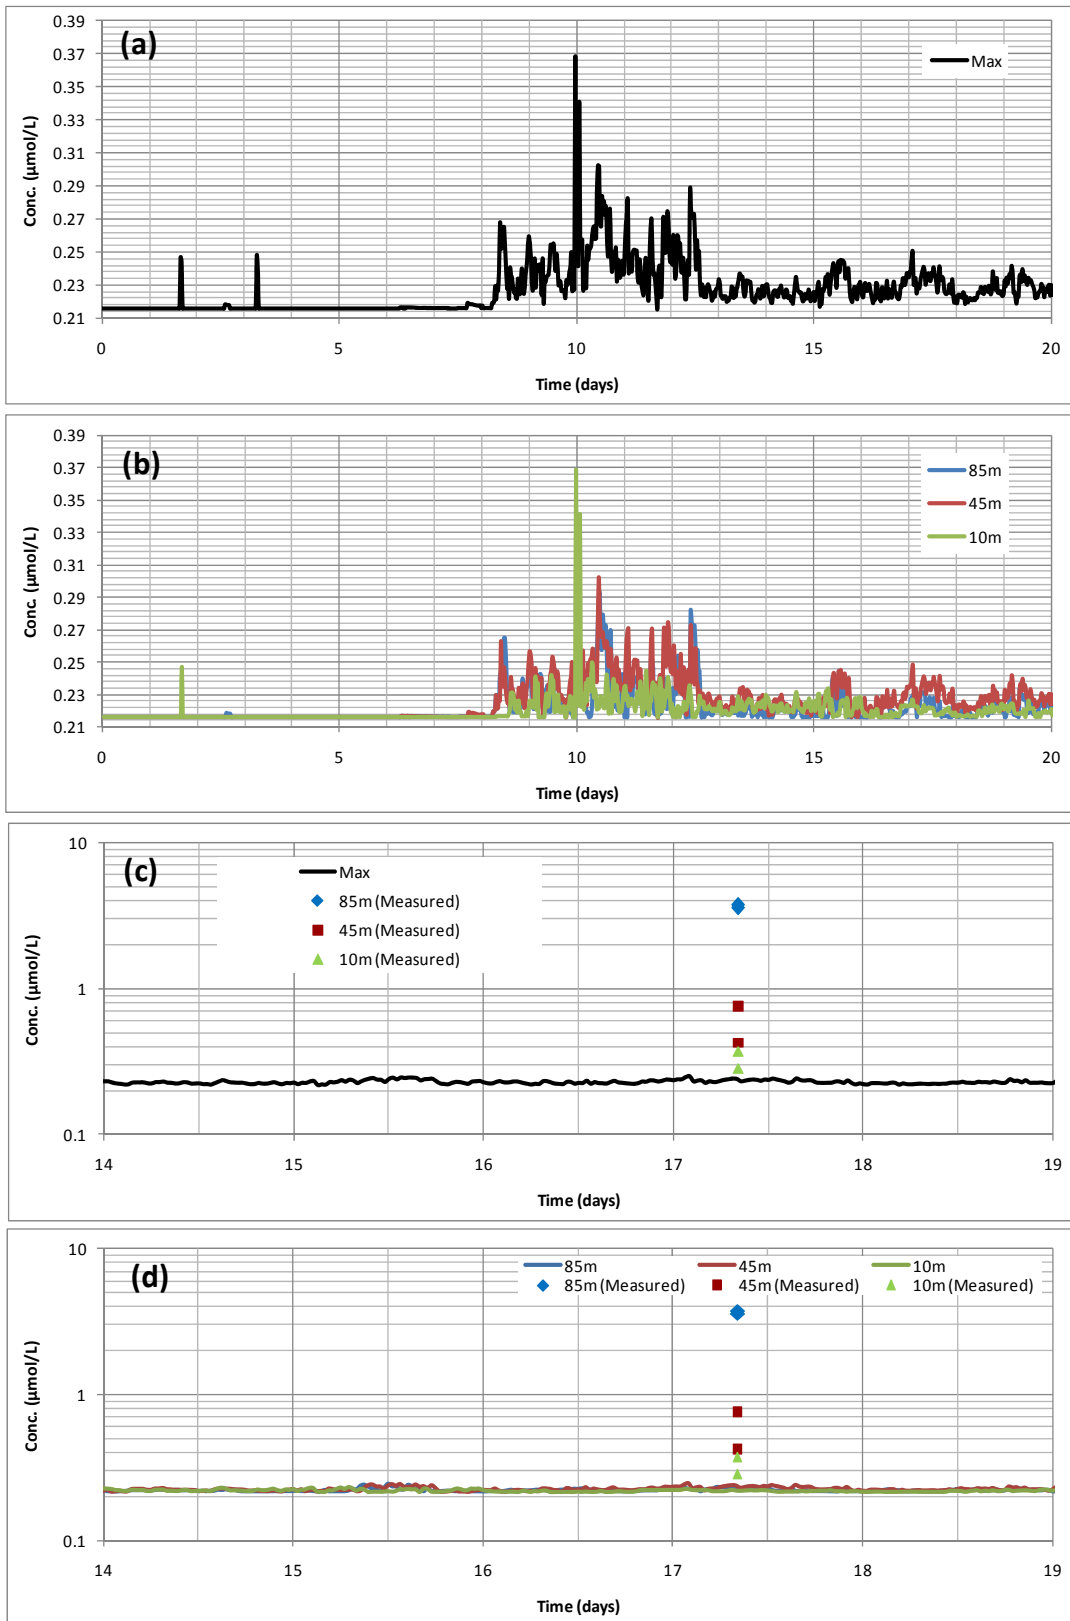 (a)
Conc. (µmol/L)
0.39
0.37
0.35
0.33
0.31
0.29
0.27
0.25
0.23
0.21
Max
0 5 10 15 20
Time (days)
(b)
Conc. (µmol/L)
0.39
0.37
0.35
0.33
0.31
0.29
0.27
0.25
0.23
0.21
85m
45m
10m
0 5 10 15 20
Time (days)
(c)
Conc. (µmol/L)
10
1
0.1
Max
85m (Measured)
45m (Measured)
10m (Measured)
14 15 16 17 18 19
Time (days)
(d)
Conc. (µmol/L)
10
1
0.1
85m 45m 10m
85m (Measured) 45m (Measured) 10m (Measured)
14 15 16 17 18 19
Time (days)